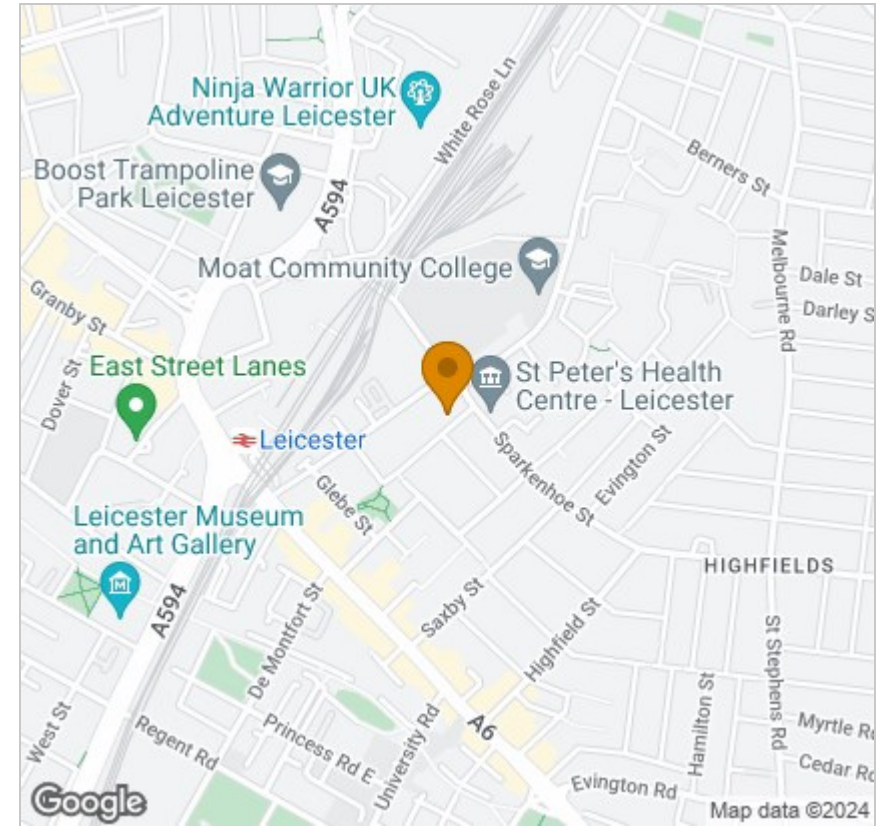 Ninja Warrior UK
Adventure Leicester
White Rose Ln
Boost Trampoline
Park Leicester
A594
Berners St
Moat Community College
Melbourne Rd
Dale St
Darley S
Granby St
Dover St
East Street Lanes
St Peter's Health
Centre - Leicester
Leicester
Sparkenhoe St
Evington St
Glebe St
Leicester Museum
and Art Gallery
HIGHFIELDS
A594
Saxby St
De Montfort St
Highfield St
St Stephens Rd
Hamilton St
West St
Regent Rd
Princess Rd E
University Rd
A6
Myrtle R
Cedar Rd
Evington Rd
Google
Map data ©2024